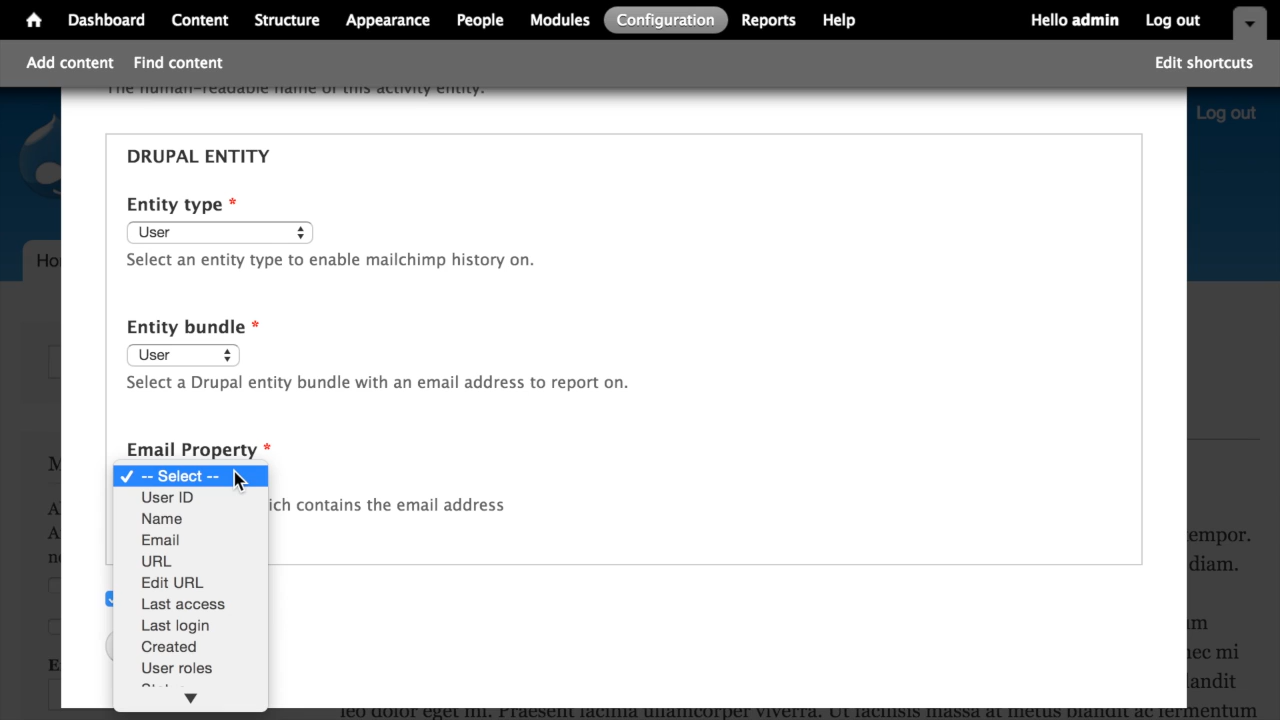 Dashboard Content Structure Appearance People Modules Configuration Reports Help Hello admin Log out
Add content Find content Edit shortcuts
The human-readable name of this activity entity.
Log out
DRUPAL ENTITY
Entity type *
User
Select an entity type to enable mailchimp history on.
Entity bundle *
User
Select a Drupal entity bundle with an email address to report on.
Email Property *
✓ -- Select --
User ID
Name
Email
URL
Edit URL
Last access
Last login
Created
User roles
contains the email address
tempor.
diam.
nec mi
blandit
leo dolor eget mi. Praesent lacinia ullamcorper viverra. Ut facilisis massa at metus blandit ac fermentum